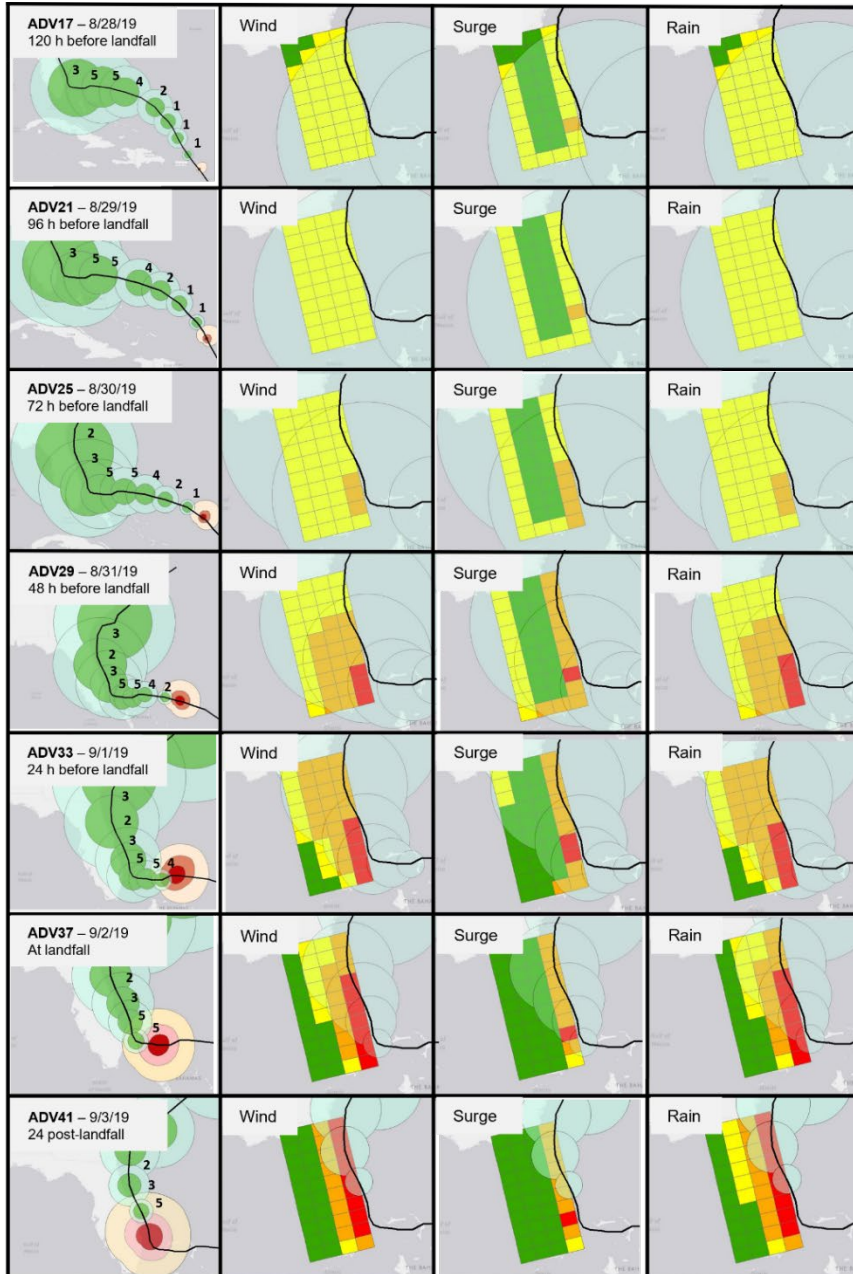 ADV17 – 8/28/19
120 h before landfall
3 5 5 4 2 1 1 1
Wind
Surge
Rain
ADV21 – 8/29/19
96 h before landfall
3 5 5 4 2 1 1
Wind
Surge
Rain
ADV25 – 8/30/19
72 h before landfall
2
3
5 5 4 2 1
Wind
Surge
Rain
ADV29 – 8/31/19
48 h before landfall
3
2
3
5 5 4 2
Wind
Surge
Rain
ADV33 – 9/1/19
24 h before landfall
3
2
3
5
5 4
Wind
Surge
Rain
ADV37 – 9/2/19
At landfall
2
3
5
5
Wind
Surge
Rain
ADV41 – 9/3/19
24 post-landfall
2
3
5
Wind
Surge
Rain